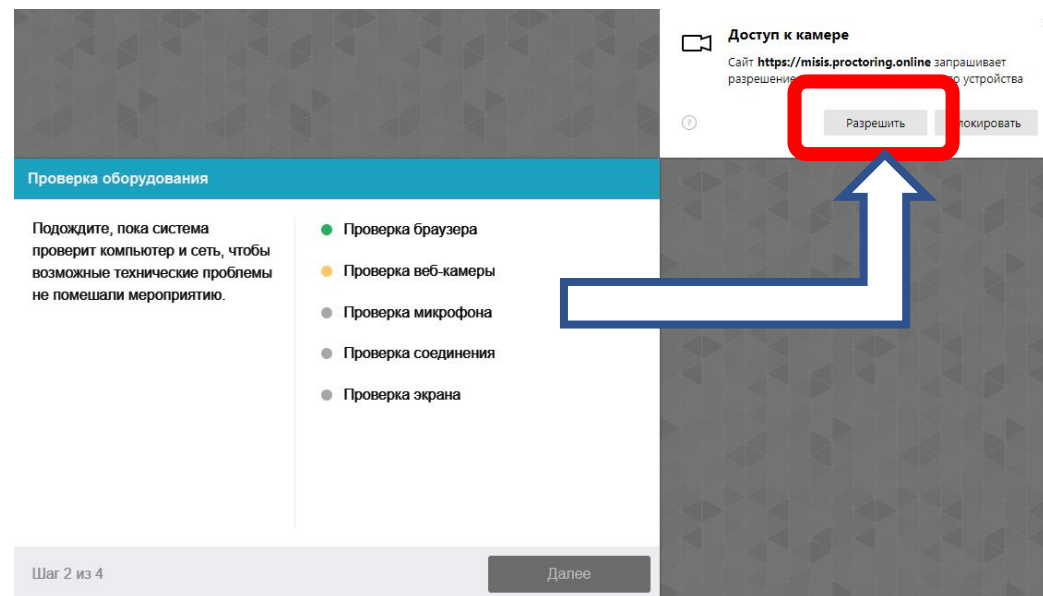 Доступ к камере
Сайт https://misis.proctoring.online запрашивает
разрешение устройства
Разрешить
Проверка оборудования
Подождите, пока система
проверит компьютер и сеть, чтобы
возможные технические проблемы
не помешали мероприятию.
Проверка браузера
Проверка веб-камеры
Проверка микрофона
Проверка соединения
Проверка экрана
Шаг 2 из 4
Далее